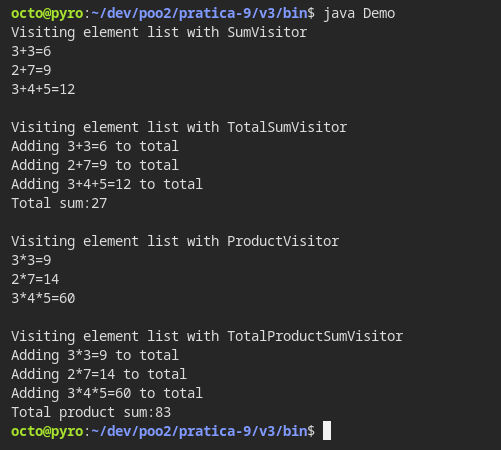 octo@pyro:~/dev/poo2/pratica-9/v3/bin$ java Demo
Visiting element list with SumVisitor
3+3=6
2+7=9
3+4+5=12
Visiting element list with TotalSumVisitor
Adding 3+3=6 to total
Adding 2+7=9 to total
Adding 3+4+5=12 to total
Total sum:27
Visiting element list with ProductVisitor
3*3=9
2*7=14
3*4*5=60
Visiting element list with TotalProductSumVisitor
Adding 3*3=9 to total
Adding 2*7=14 to total
Adding 3*4*5=60 to total
Total product sum:83
octo@pyro:~/dev/poo2/pratica-9/v3/bin$